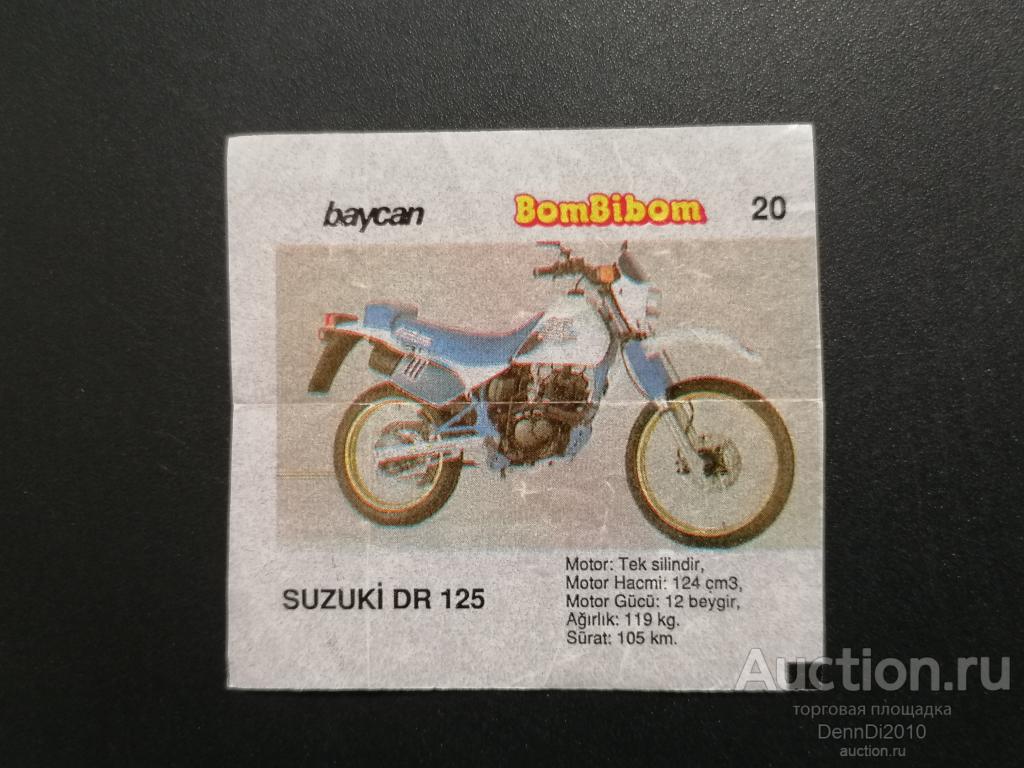 baycan BomBibom 20
SUZUKİ DR 125
Motor: Tek silindir,
Motor Hacmi: 124 cm3,
Motor Gücü: 12 beygir,
Ağırlık: 119 kg.
Sürat: 105 km.
Auction.ru
торговая площадка
DennDi2010
auction.ru